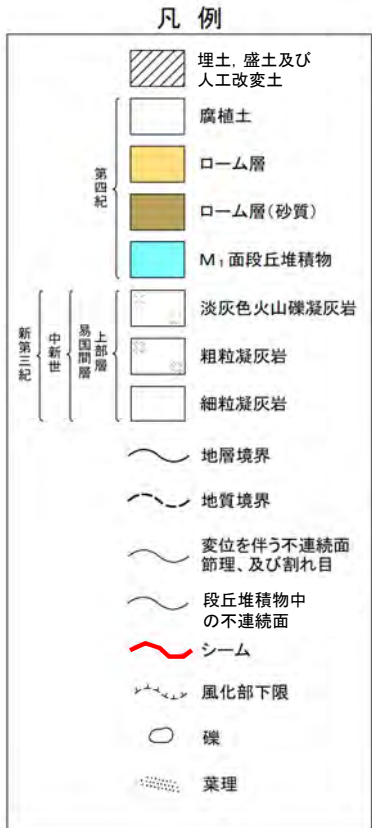 凡 例
埋土, 盛土及び
人工改変土
第四紀
腐植土
ローム層
ローム層(砂質)
M₁面段丘堆積物
新第三紀
中新世
易国間層
上部層
淡灰色火山礫凝灰岩
粗粒凝灰岩
細粒凝灰岩
地層境界
地質境界
変位を伴う不連続面
節理、及び割れ目
段丘堆積物中
の不連続面
シーム
風化部下限
礫
葉理